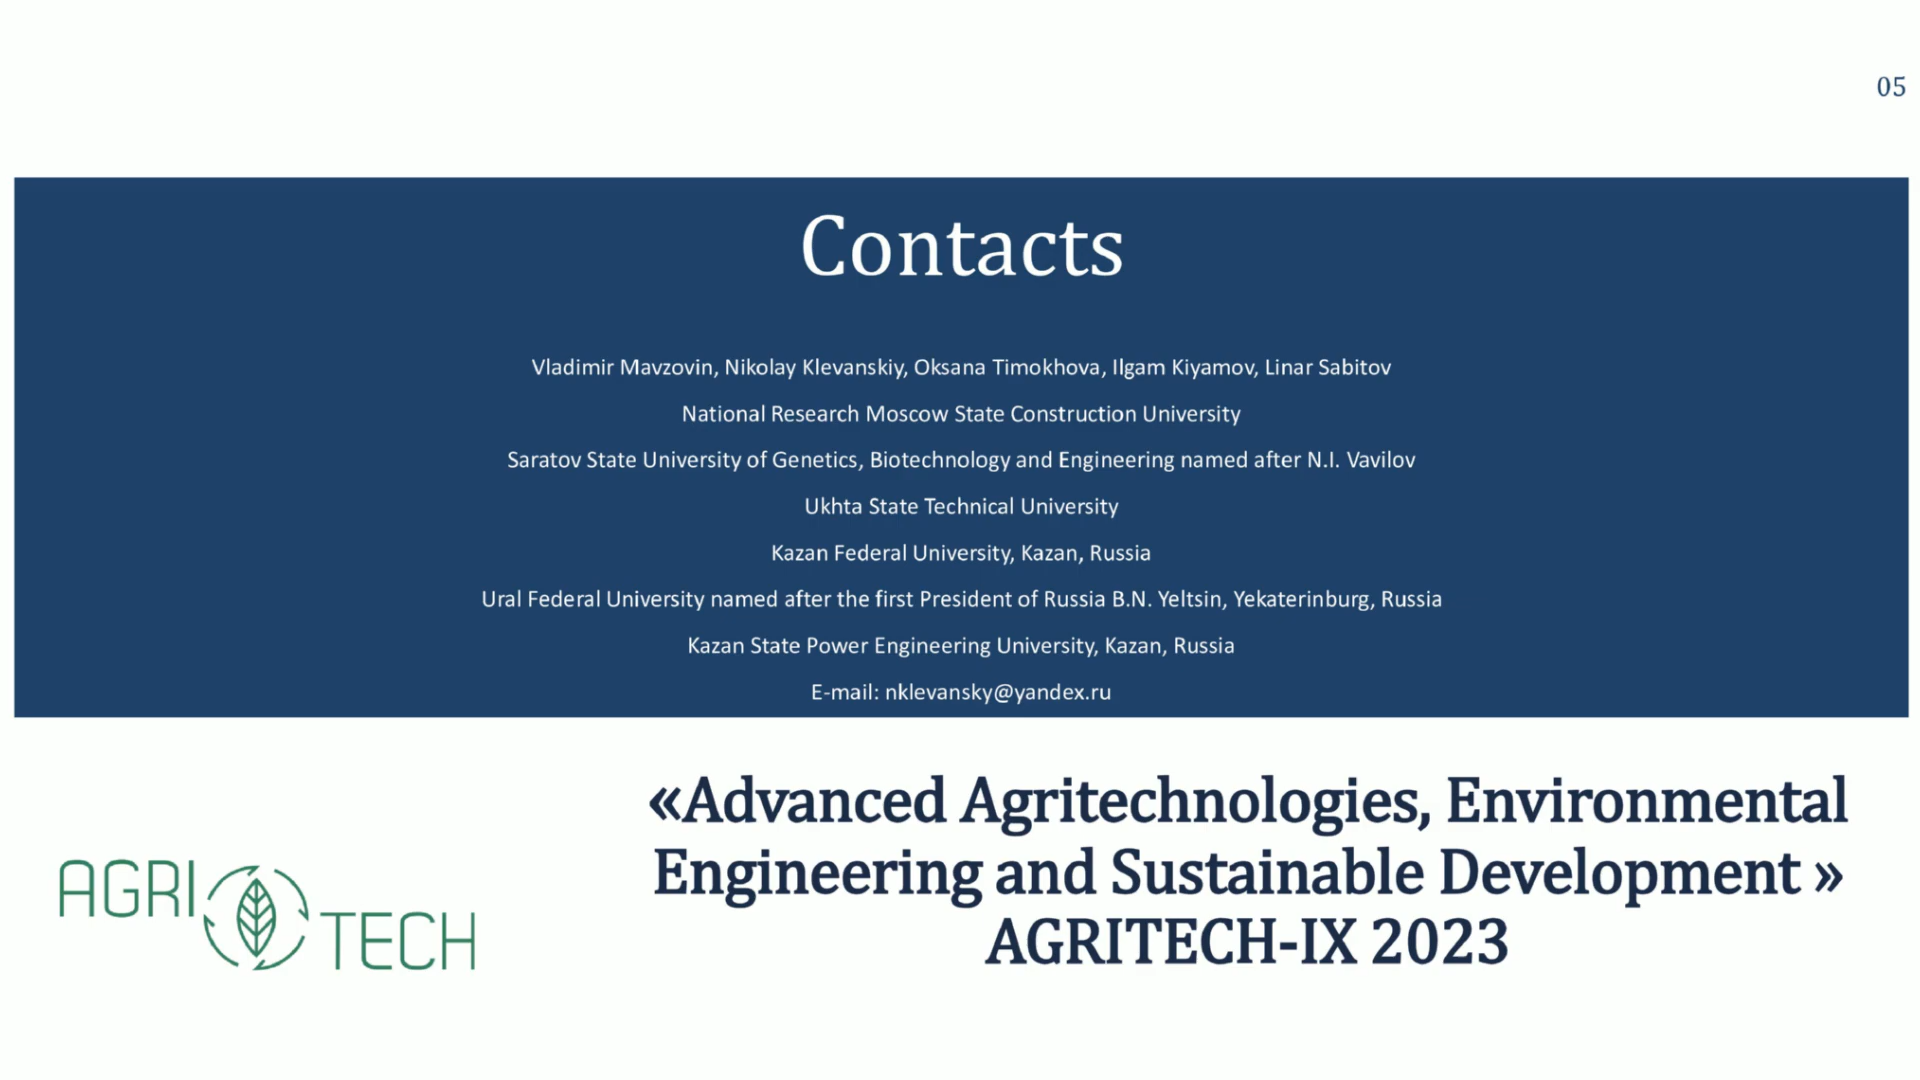 05
Contacts
Vladimir Mavzovin, Nikolay Klevanskiy, Oksana Timokhova, Ilgam Kiyamov, Linar Sabitov
National Research Moscow State Construction University
Saratov State University of Genetics, Biotechnology and Engineering named after N.I. Vavilov
Ukhta State Technical University
Kazan Federal University, Kazan, Russia
Ural Federal University named after the first President of Russia B.N. Yeltsin, Yekaterinburg, Russia
Kazan State Power Engineering University, Kazan, Russia
E-mail: nklevansky@yandex.ru
«Advanced Agritechnologies, Environmental
Engineering and Sustainable Development »
AGRITECH-IX 2023
AGRI
TECH